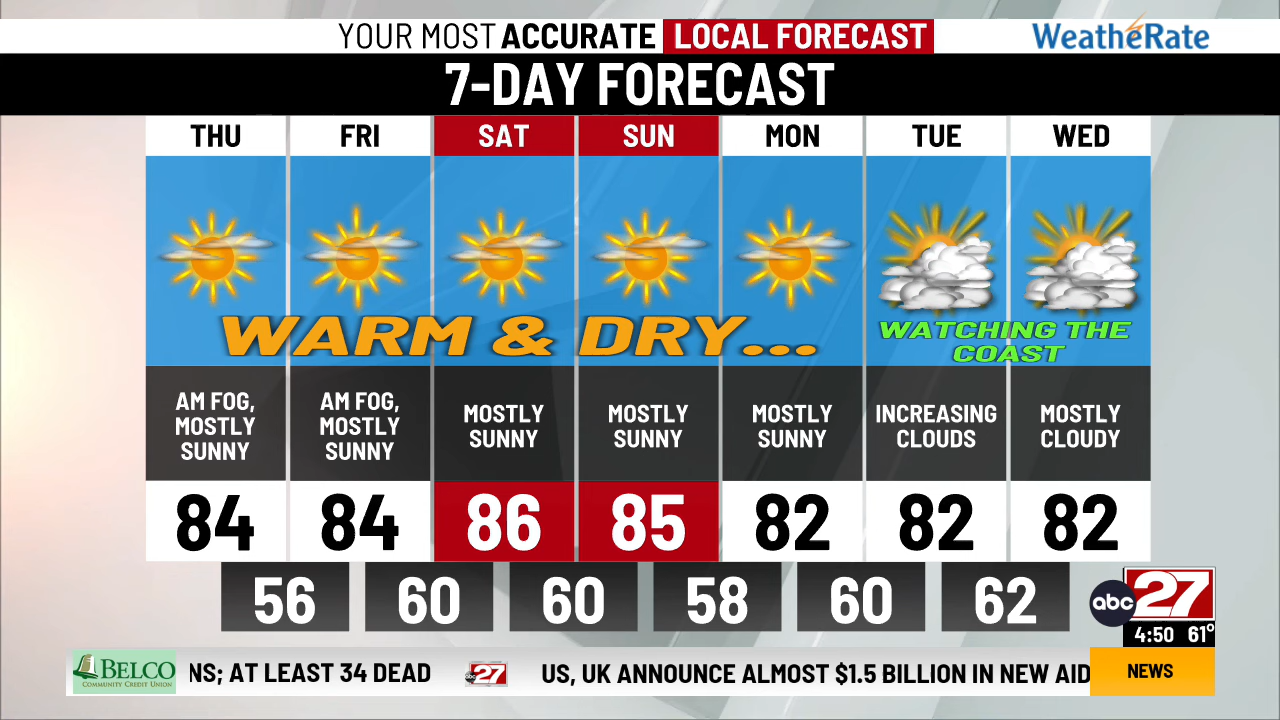 YOUR MOST ACCURATE LOCAL FORECAST
WeatheRate
7-DAY FORECAST
THU FRI SAT SUN MON TUE WED
WARM & DRY...
WATCHING THE
COAST
AM FOG,
MOSTLY
SUNNY
AM FOG,
MOSTLY
SUNNY
MOSTLY
SUNNY
MOSTLY
SUNNY
MOSTLY
SUNNY
INCREASING
CLOUDS
MOSTLY
CLOUDY
84 84 86 85 82 82 82
56 60 60 58 60 62
abc 27
4:50 61°
BELCO
COMMUNITY CREDIT UNION
NS; AT LEAST 34 DEAD abc 27 US, UK ANNOUNCE ALMOST $1.5 BILLION IN NEW AID
NEWS